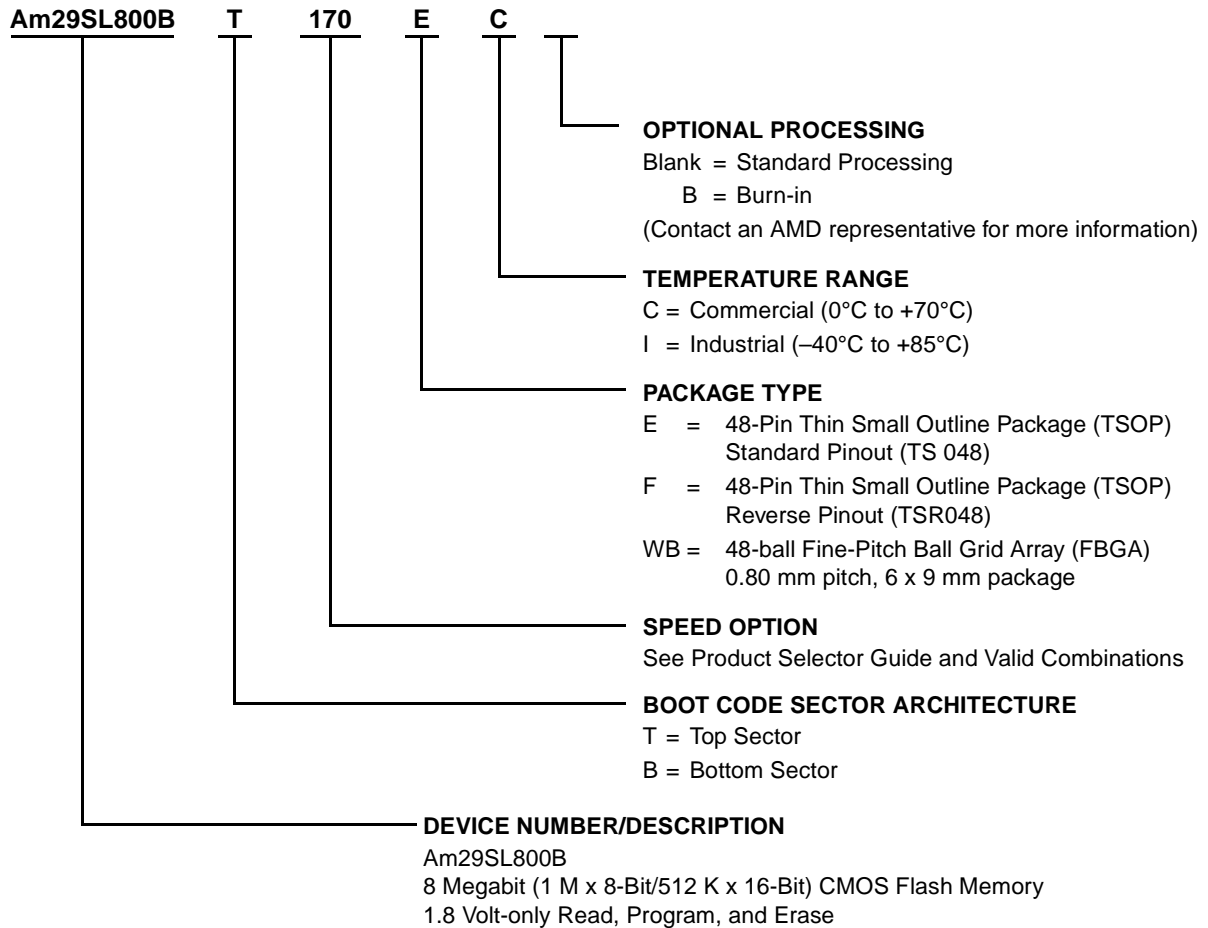 Am29SL800B T 170 E C
OPTIONAL PROCESSING
Blank = Standard Processing
B = Burn-in
(Contact an AMD representative for more information)
TEMPERATURE RANGE
C = Commercial (0°C to +70°C)
I = Industrial (–40°C to +85°C)
PACKAGE TYPE
E = 48-Pin Thin Small Outline Package (TSOP)
Standard Pinout (TS 048)
F = 48-Pin Thin Small Outline Package (TSOP)
Reverse Pinout (TSR048)
WB = 48-ball Fine-Pitch Ball Grid Array (FBGA)
0.80 mm pitch, 6 x 9 mm package
SPEED OPTION
See Product Selector Guide and Valid Combinations
BOOT CODE SECTOR ARCHITECTURE
T = Top Sector
B = Bottom Sector
DEVICE NUMBER/DESCRIPTION
Am29SL800B
8 Megabit (1 M x 8-Bit/512 K x 16-Bit) CMOS Flash Memory
1.8 Volt-only Read, Program, and Erase